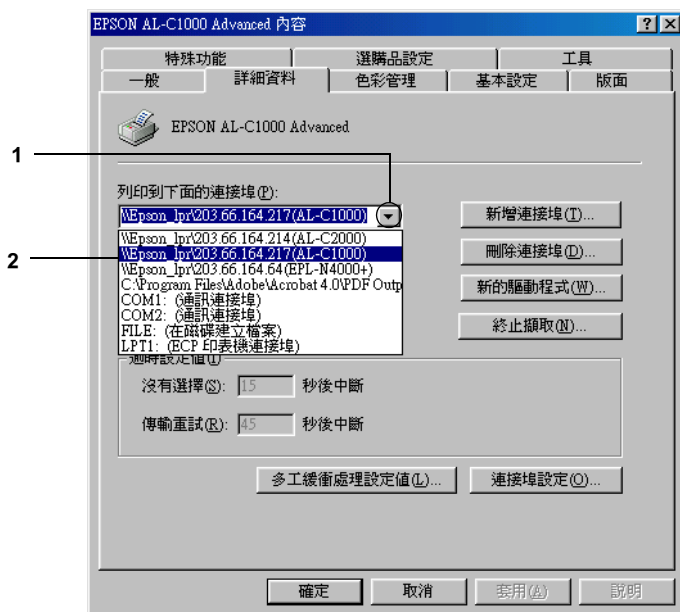 EPSON AL-C1000 Advanced 內容
特殊功能 選購品設定 工具
一般 詳細資料 色彩管理 基本設定 版面
EPSON AL-C1000 Advanced
1
列印到下面的連接埠(P):
\\Epson_lpr\203.66.164.217(AL-C1000)
新增連接埠(T)...
\\Epson_lpr\203.66.164.214(AL-C2000)
2
\\Epson_lpr\203.66.164.217(AL-C1000)
刪除連接埠(D)...
\\Epson_lpr\203.66.164.64(EPL-N4000+)
C:\Program Files\Adobe\Acrobat 4.0\PDF Outp
新的驅動程式(W)...
COM1: (通訊連接埠)
COM2: (通訊連接埠)
FILE: (在磁碟建立檔案)
終止擷取(N)...
LPT1: (ECP 印表機連接埠)
逾時設定值(I)
沒有選擇(S): 15 秒後中斷
傳輸重試(R): 45 秒後中斷
多工緩衝處理設定值(L)... 連接埠設定(O)...
確定 取消 套用(A) 說明